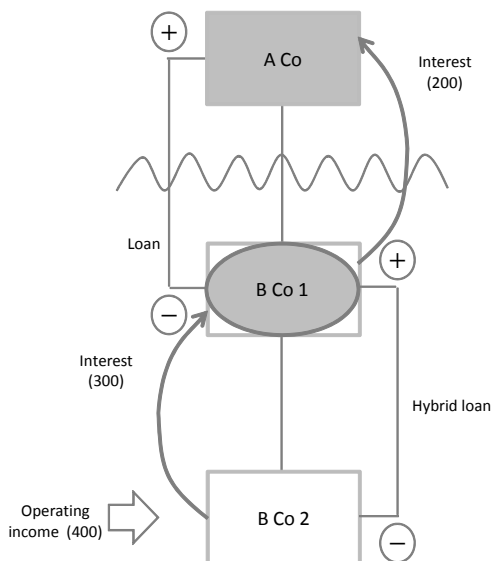 +
A Co
Interest
(200)
Loan
+
B Co 1
−
Interest
(300)
Hybrid loan
Operating
income (400)
B Co 2
−